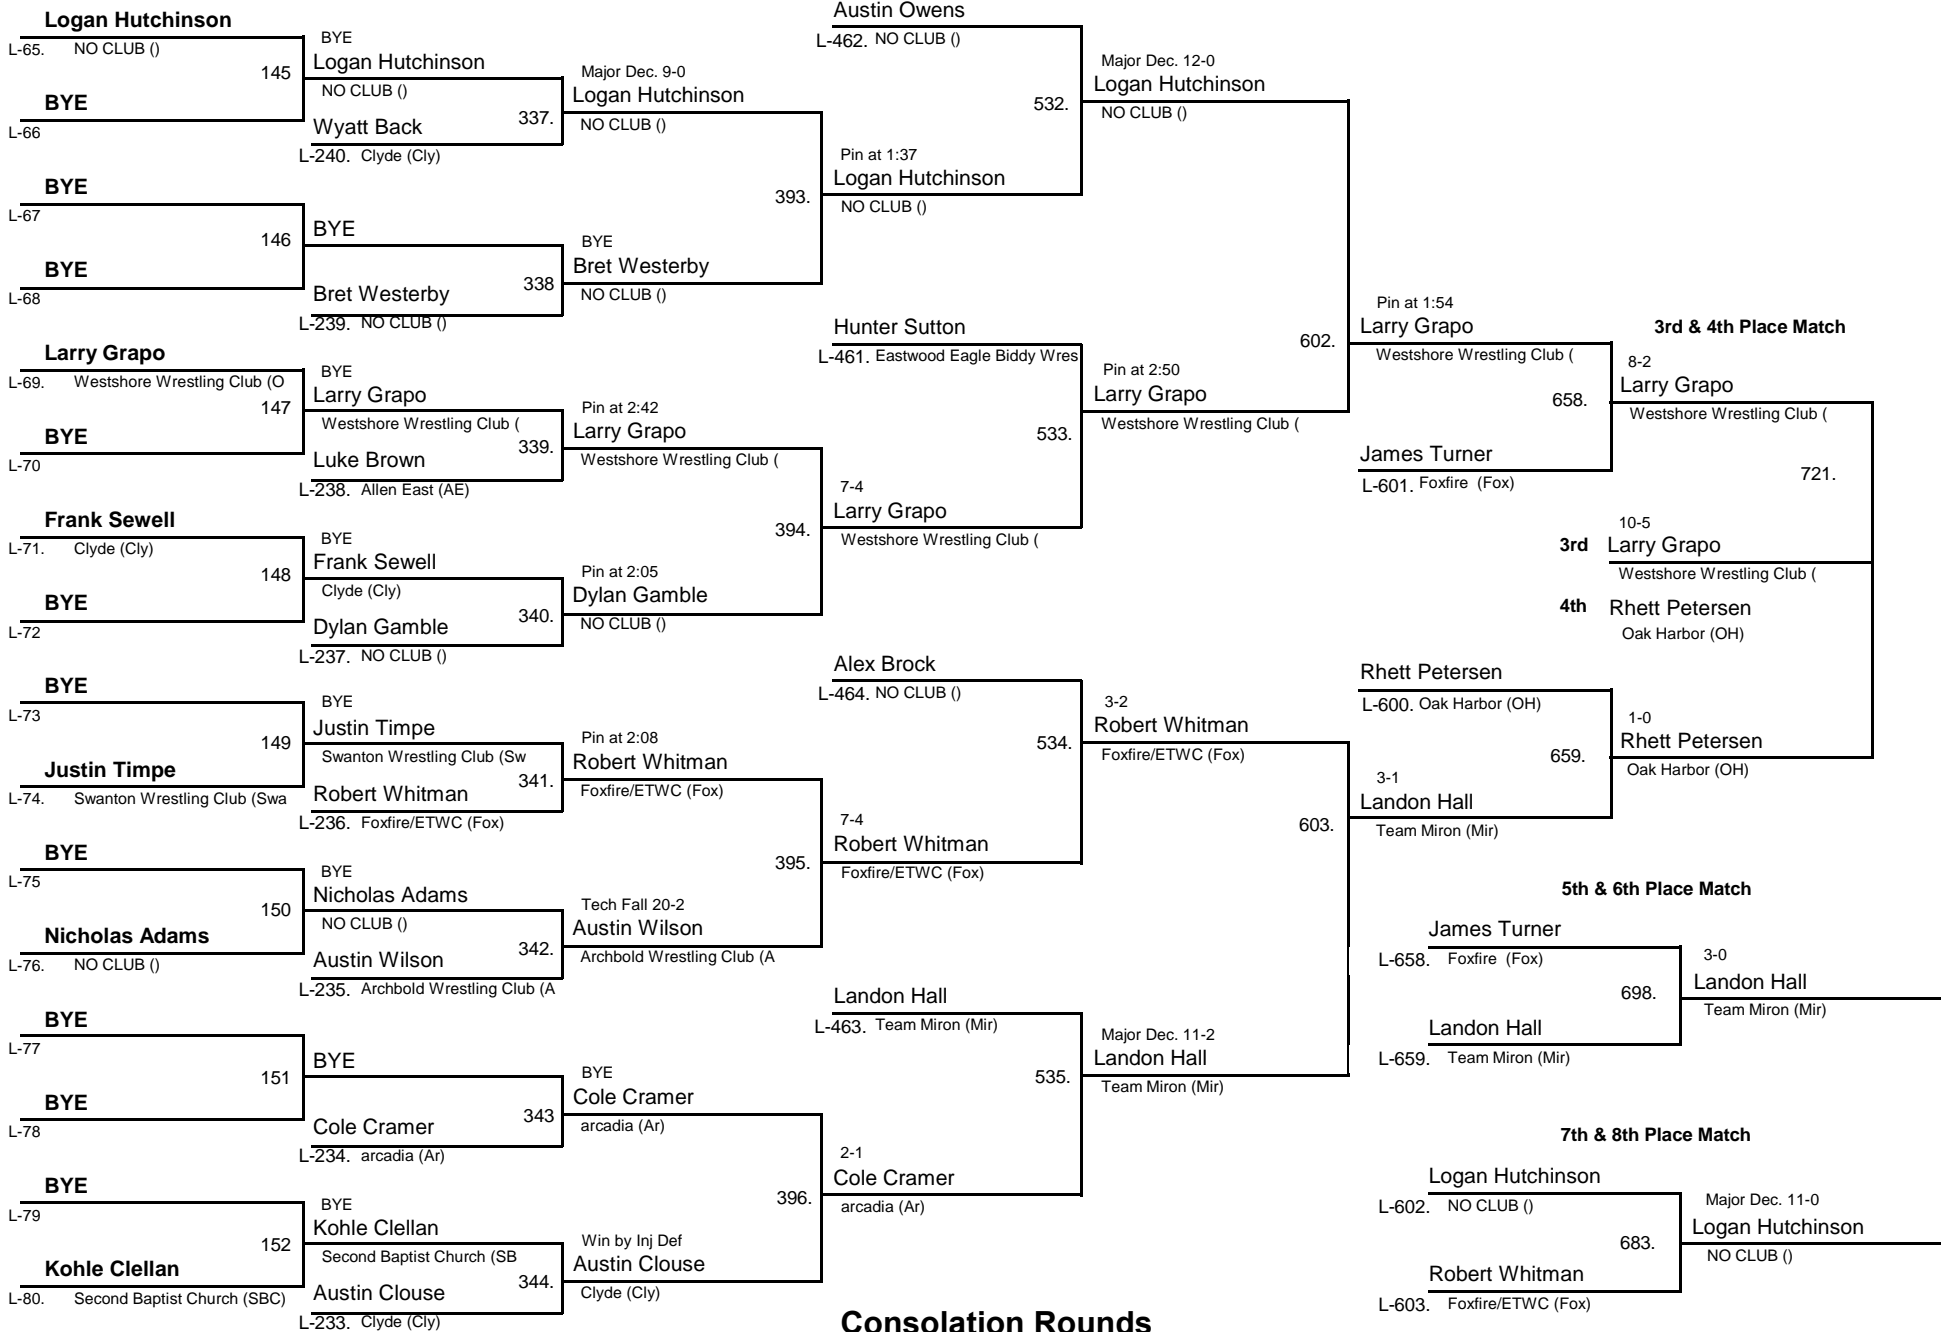 Logan Hutchinson
L-65. NO CLUB ()
145
BYE
L-66
BYE
L-67
146
BYE
L-68
Larry Grapo
L-69. Westshore Wrestling Club (O
147
BYE
L-70
Frank Sewell
L-71. Clyde (Cly)
148
BYE
L-72
BYE
L-73
149
Justin Timpe
L-74. Swanton Wrestling Club (Swa
BYE
L-75
150
Nicholas Adams
L-76. NO CLUB ()
BYE
L-77
151
BYE
L-78
BYE
L-79
152
Kohle Clellan
L-80. Second Baptist Church (SBC)
BYE
Logan Hutchinson
NO CLUB ()
337.
Wyatt Back
L-240. Clyde (Cly)
BYE
338
Bret Westerby
L-239. NO CLUB ()
BYE
Larry Grapo
Westshore Wrestling Club (
339.
Luke Brown
L-238. Allen East (AE)
BYE
Frank Sewell
Clyde (Cly)
340.
Dylan Gamble
L-237. NO CLUB ()
BYE
Justin Timpe
Swanton Wrestling Club (Sw
341.
Robert Whitman
L-236. Foxfire/ETWC (Fox)
BYE
Nicholas Adams
NO CLUB ()
342.
Austin Wilson
L-235. Archbold Wrestling Club (A
BYE
343
Cole Cramer
L-234. arcadia (Ar)
BYE
Kohle Clellan
Second Baptist Church (SB
344.
Austin Clouse
L-233. Clyde (Cly)
Major Dec. 9-0
Logan Hutchinson
NO CLUB ()
393.
BYE
Bret Westerby
NO CLUB ()
Pin at 2:42
Larry Grapo
Westshore Wrestling Club (
394.
Pin at 2:05
Dylan Gamble
NO CLUB ()
Pin at 2:08
Robert Whitman
Foxfire/ETWC (Fox)
395.
Tech Fall 20-2
Austin Wilson
Archbold Wrestling Club (A
BYE
Cole Cramer
arcadia (Ar)
396.
Win by Inj Def
Austin Clouse
Clyde (Cly)
Austin Owens
L-462. NO CLUB ()
532.
Pin at 1:37
Logan Hutchinson
NO CLUB ()
Hunter Sutton
L-461. Eastwood Eagle Biddy Wres
533.
7-4
Larry Grapo
Westshore Wrestling Club (
Alex Brock
L-464. NO CLUB ()
534.
7-4
Robert Whitman
Foxfire/ETWC (Fox)
Landon Hall
L-463. Team Miron (Mir)
535.
2-1
Cole Cramer
arcadia (Ar)
Major Dec. 12-0
Logan Hutchinson
NO CLUB ()
602.
Pin at 2:50
Larry Grapo
Westshore Wrestling Club (
3-2
Robert Whitman
Foxfire/ETWC (Fox)
603.
Major Dec. 11-2
Landon Hall
Team Miron (Mir)
Pin at 1:54
Larry Grapo
Westshore Wrestling Club (
658.
James Turner
L-601. Foxfire (Fox)
Rhett Petersen
L-600. Oak Harbor (OH)
659.
3-1
Landon Hall
Team Miron (Mir)
3rd & 4th Place Match
8-2
Larry Grapo
Westshore Wrestling Club (
721.
10-5
3rd Larry Grapo
Westshore Wrestling Club (
4th Rhett Petersen
Oak Harbor (OH)
1-0
Rhett Petersen
Oak Harbor (OH)
5th & 6th Place Match
James Turner
L-658. Foxfire (Fox)
698.
Landon Hall
L-659. Team Miron (Mir)
3-0
Landon Hall
Team Miron (Mir)
7th & 8th Place Match
Logan Hutchinson
L-602. NO CLUB ()
683.
Robert Whitman
L-603. Foxfire/ETWC (Fox)
Major Dec. 11-0
Logan Hutchinson
NO CLUB ()
Consolation Rounds